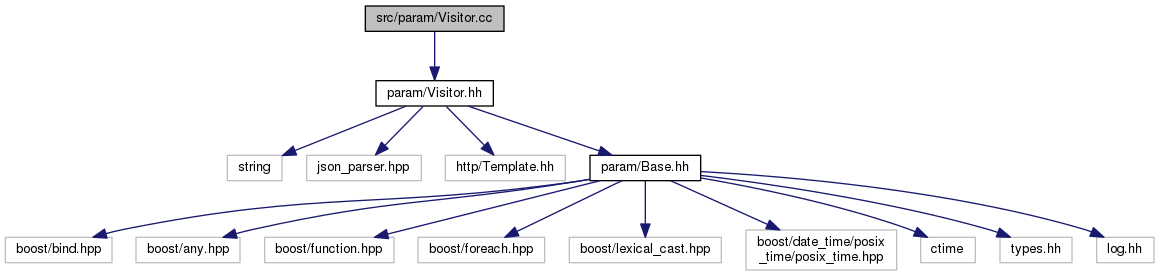 src/param/Visitor.cc
param/Visitor.hh
string
json_parser.hpp
http/Template.hh
param/Base.hh
boost/bind.hpp
boost/any.hpp
boost/function.hpp
boost/foreach.hpp
boost/lexical_cast.hpp
boost/date_time/posix
_time/posix_time.hpp
ctime
types.hh
log.hh